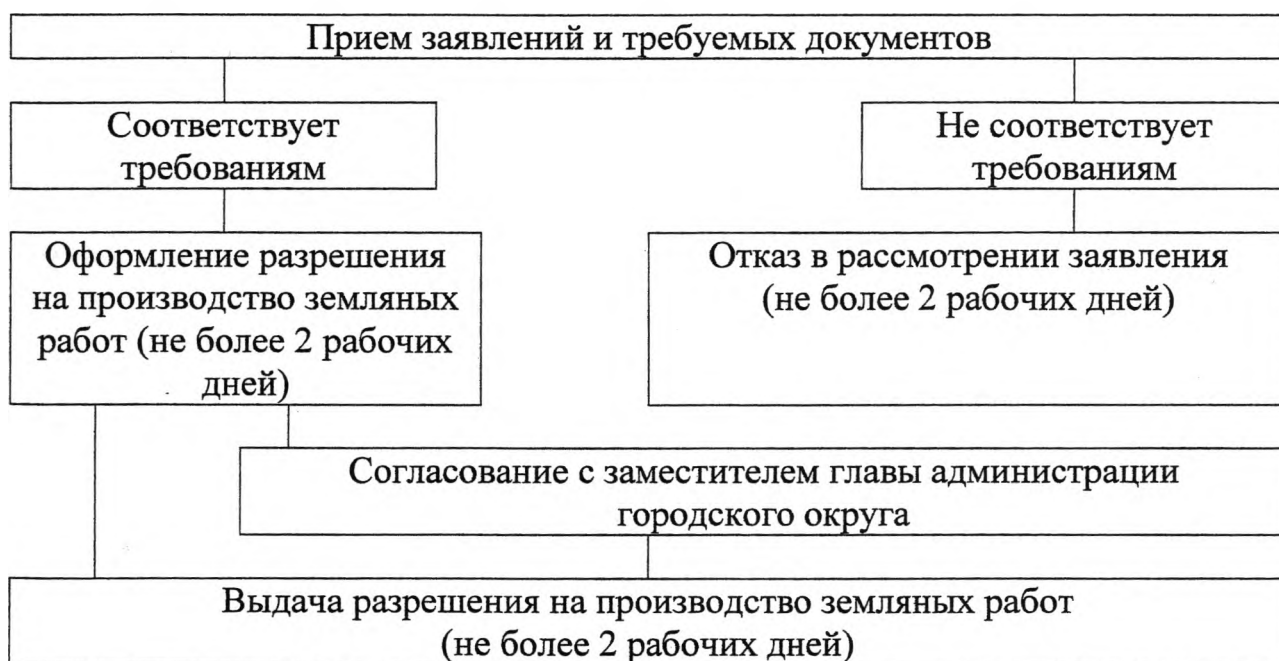 Прием заявлений и требуемых документов
Соответствует
требованиям
Не соответствует
требованиям
Оформление разрешения
на производство земляных
работ (не более 2 рабочих
дней)
Отказ в рассмотрении заявления
(не более 2 рабочих дней)
Согласование с заместителем главы администрации
городского округа
Выдача разрешения на производство земляных работ
(не более 2 рабочих дней)